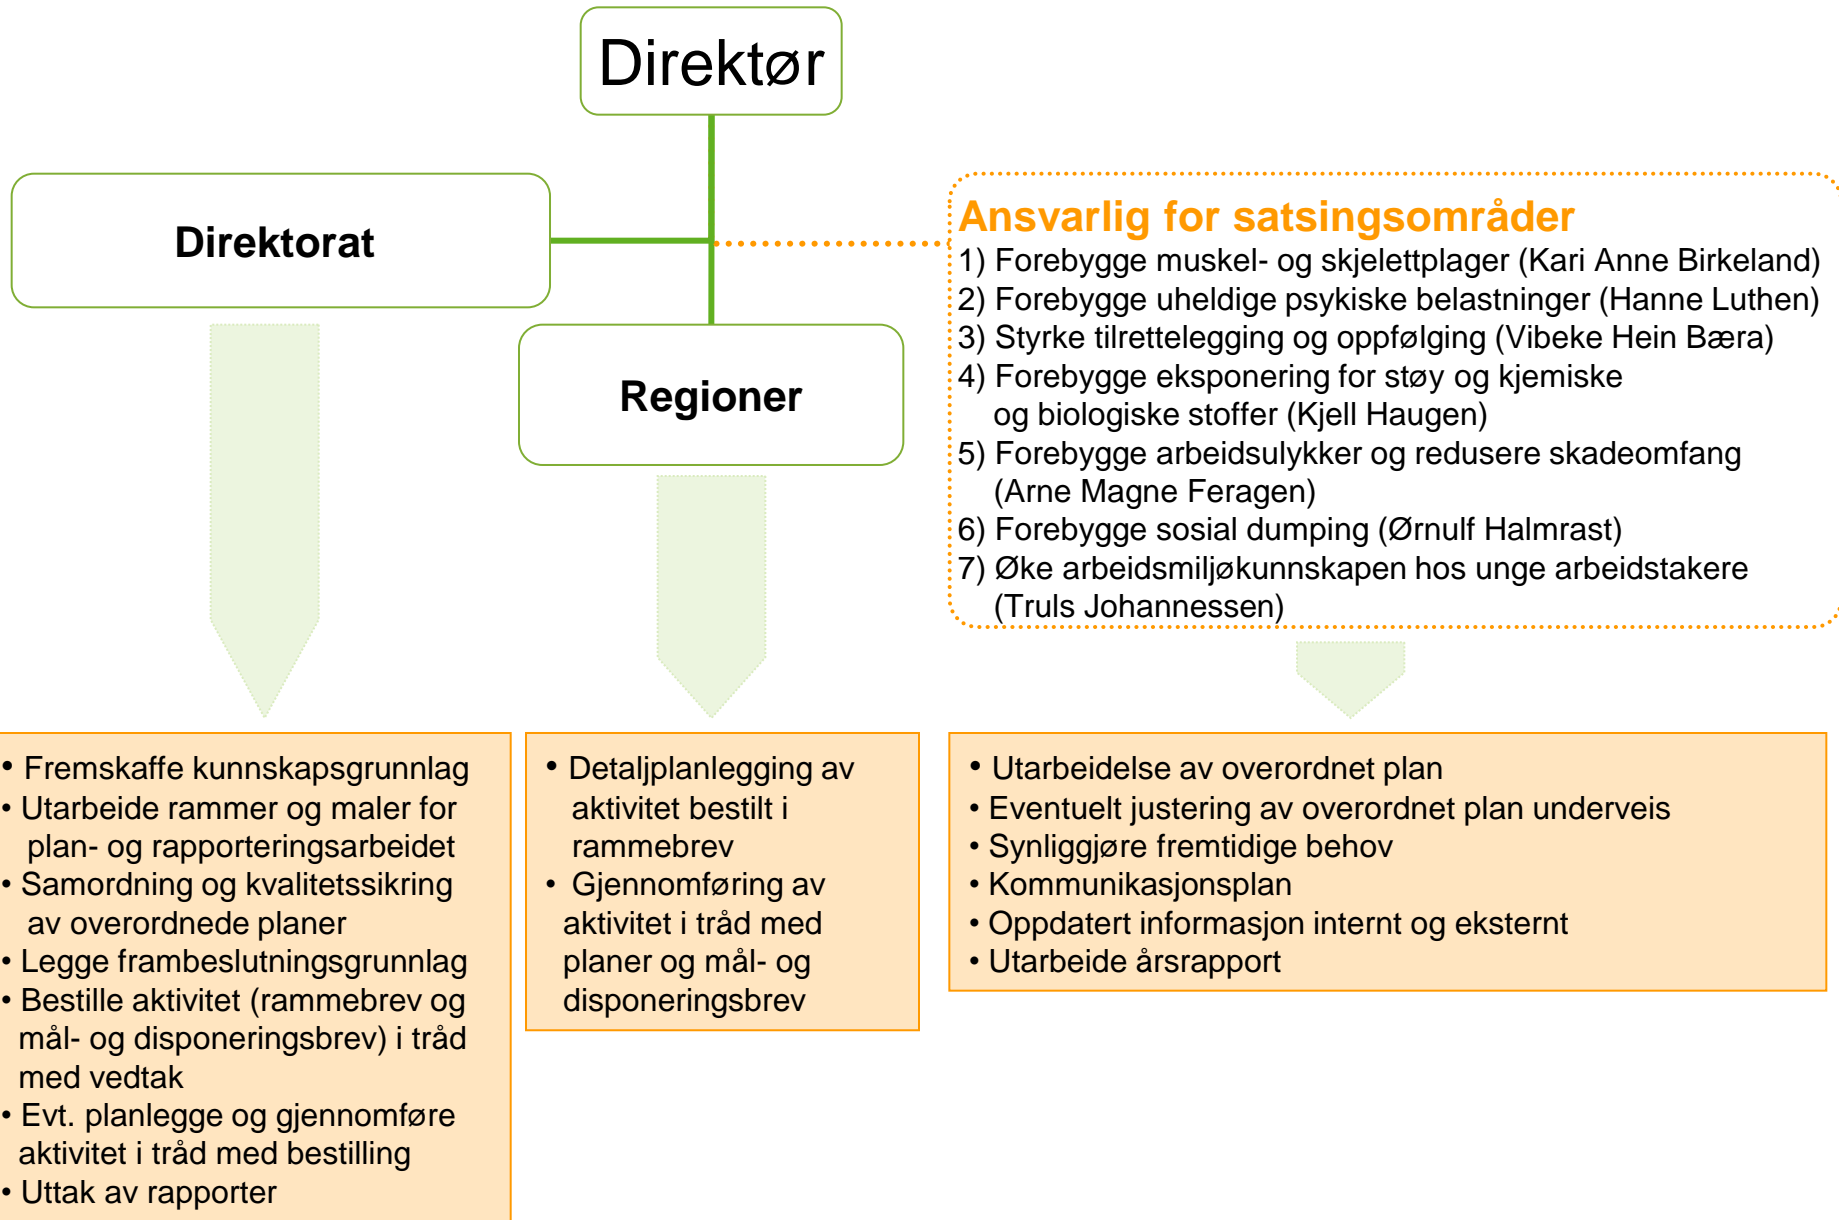 Direktør
Direktorat
Regioner
Ansvarlig for satsingsområder
1) Forebygge muskel- og skjelettplager (Kari Anne Birkeland)
2) Forebygge uheldige psykiske belastninger (Hanne Luthen)
3) Styrke tilrettelegging og oppfølging (Vibeke Hein Bæra)
4) Forebygge eksponering for støy og kjemiske
og biologiske stoffer (Kjell Haugen)
5) Forebygge arbeidsulykker og redusere skadeomfang
(Arne Magne Feragen)
6) Forebygge sosial dumping (Ørnulf Halmrast)
7) Øke arbeidsmiljøkunnskapen hos unge arbeidstakere
(Truls Johannessen)
• Fremskaffe kunnskapsgrunnlag
• Utarbeide rammer og maler for
plan- og rapporteringsarbeidet
• Samordning og kvalitetssikring
av overordnede planer
• Legge frambeslutningsgrunnlag
• Bestille aktivitet (rammebrev og
mål- og disponeringsbrev) i tråd
med vedtak
• Evt. planlegge og gjennomføre
aktivitet i tråd med bestilling
• Uttak av rapporter
• Detaljplanlegging av
aktivitet bestilt i
rammebrev
• Gjennomføring av
aktivitet i tråd med
planer og mål- og
disponeringsbrev
• Utarbeidelse av overordnet plan
• Eventuelt justering av overordnet plan underveis
• Synliggjøre fremtidige behov
• Kommunikasjonsplan
• Oppdatert informasjon internt og eksternt
• Utarbeide årsrapport